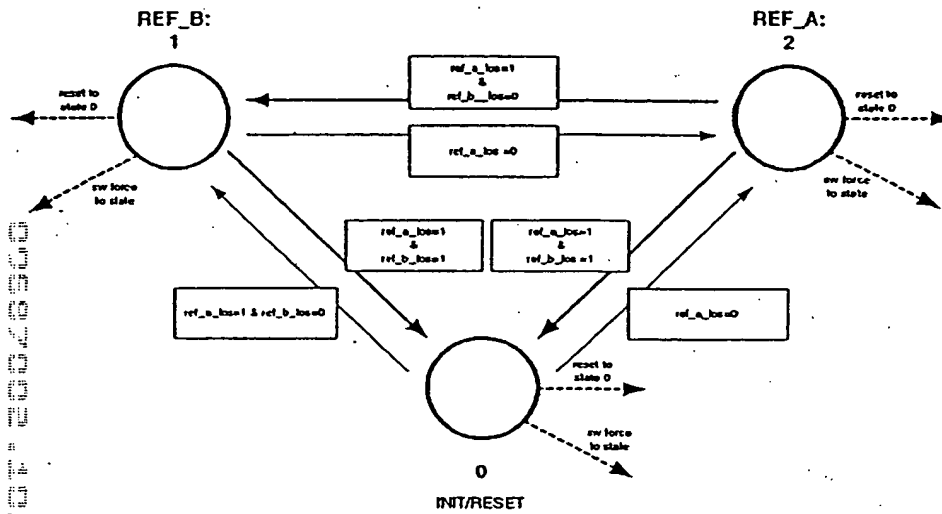 REF_B:
1
REF_A:
2
ref_a_los=1
&
ref_b__los=0
ref_a_los =0
reset to
state 0
sw force
to state
reset to
state 0
sw force
to state
ref_a_los=1
&
ref_b_los=1
ref_a_los=1
&
ref_b_los =1
ref_a_los=1 & ref_b_los=0
ref_a_los=0
reset to
state 0
sw force
to state
0
INIT/RESET